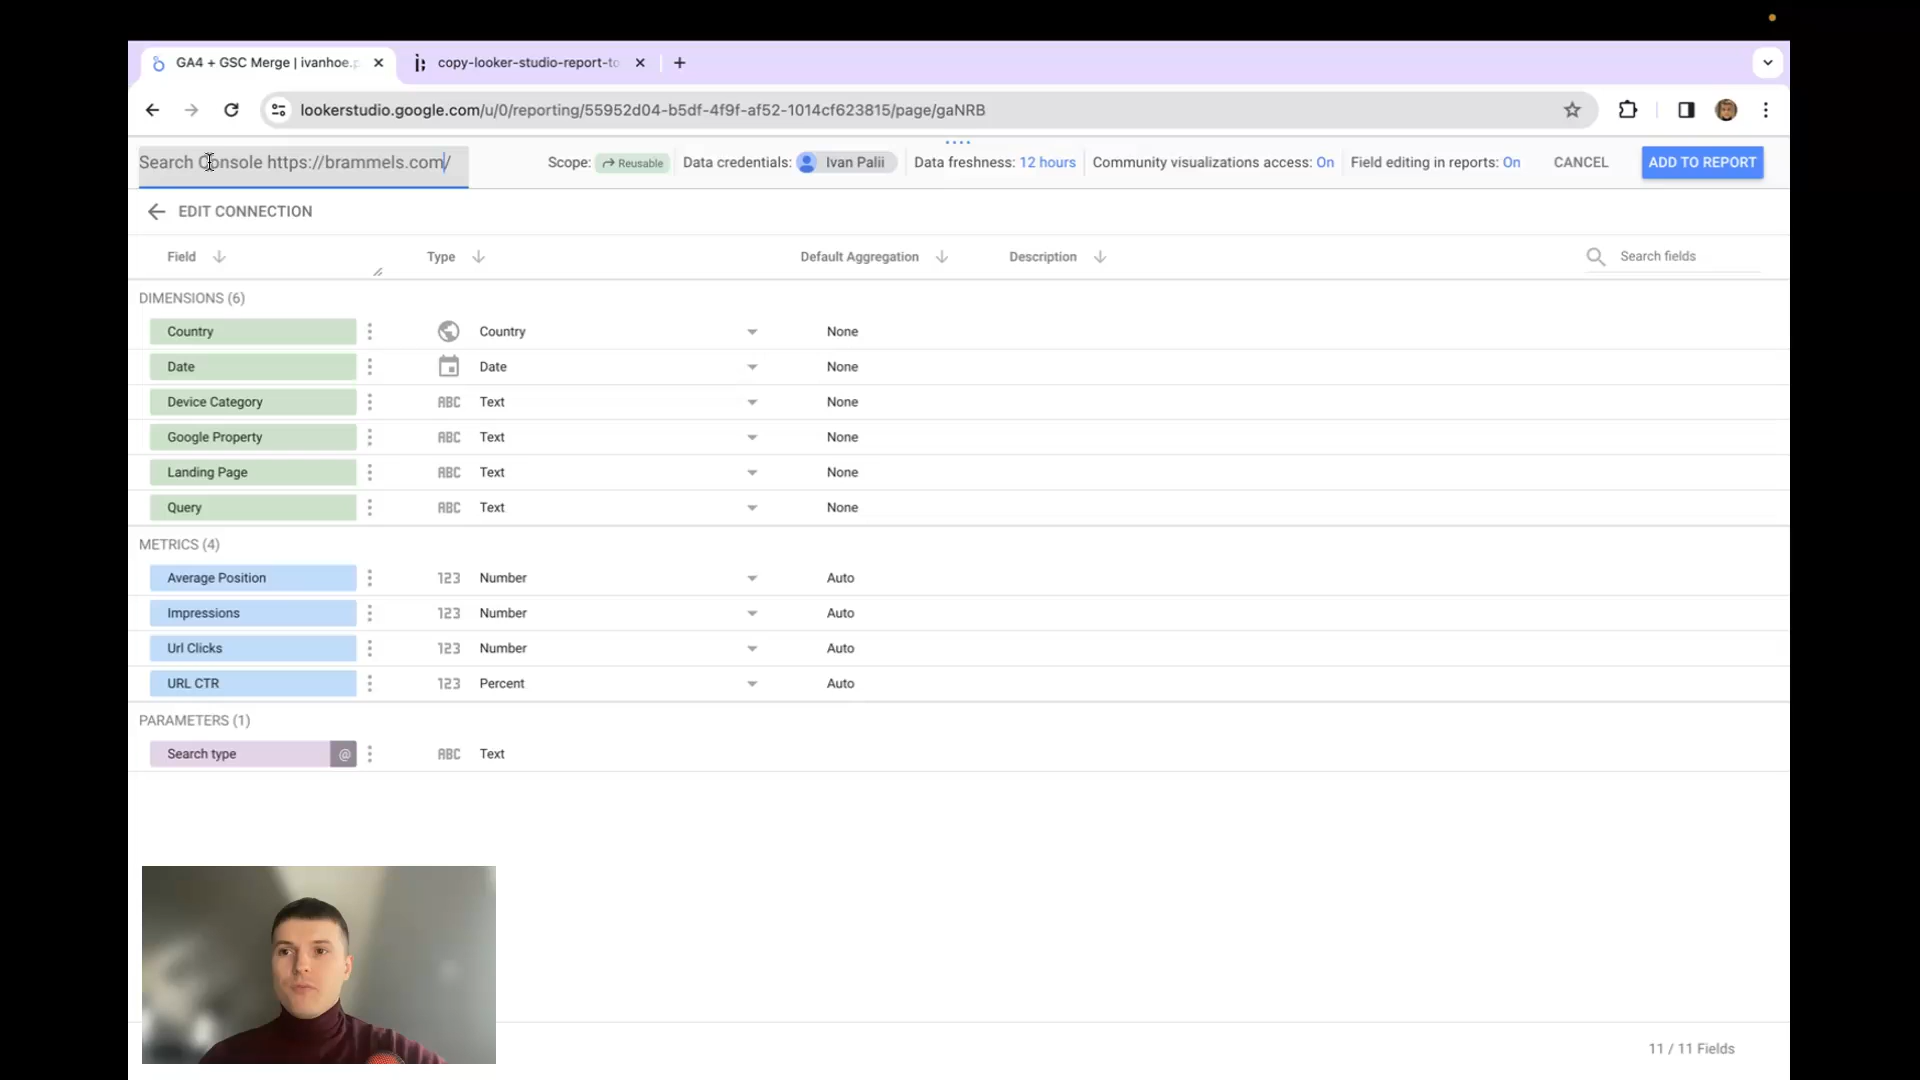 GA4 + GSC Merge | ivanhoe.p
copy-looker-studio-report-to
lookerstudio.google.com/u/0/reporting/55952d04-b5df-4f9f-af52-1014cf623815/page/gaNRB
Search Console https://brammels.com/
Scope: Reusable
Data credentials: Ivan Palii
Data freshness: 12 hours
Community visualizations access: On
Field editing in reports: On
CANCEL
ADD TO REPORT
EDIT CONNECTION
Field Type Default Aggregation Description Search fields
DIMENSIONS (6)
Country Country None
Date Date None
Device Category ABC Text None
Google Property ABC Text None
Landing Page ABC Text None
Query ABC Text None
METRICS (4)
Average Position 123 Number Auto
Impressions 123 Number Auto
Url Clicks 123 Number Auto
URL CTR 123 Percent Auto
PARAMETERS (1)
Search type @ ABC Text
11 / 11 Fields